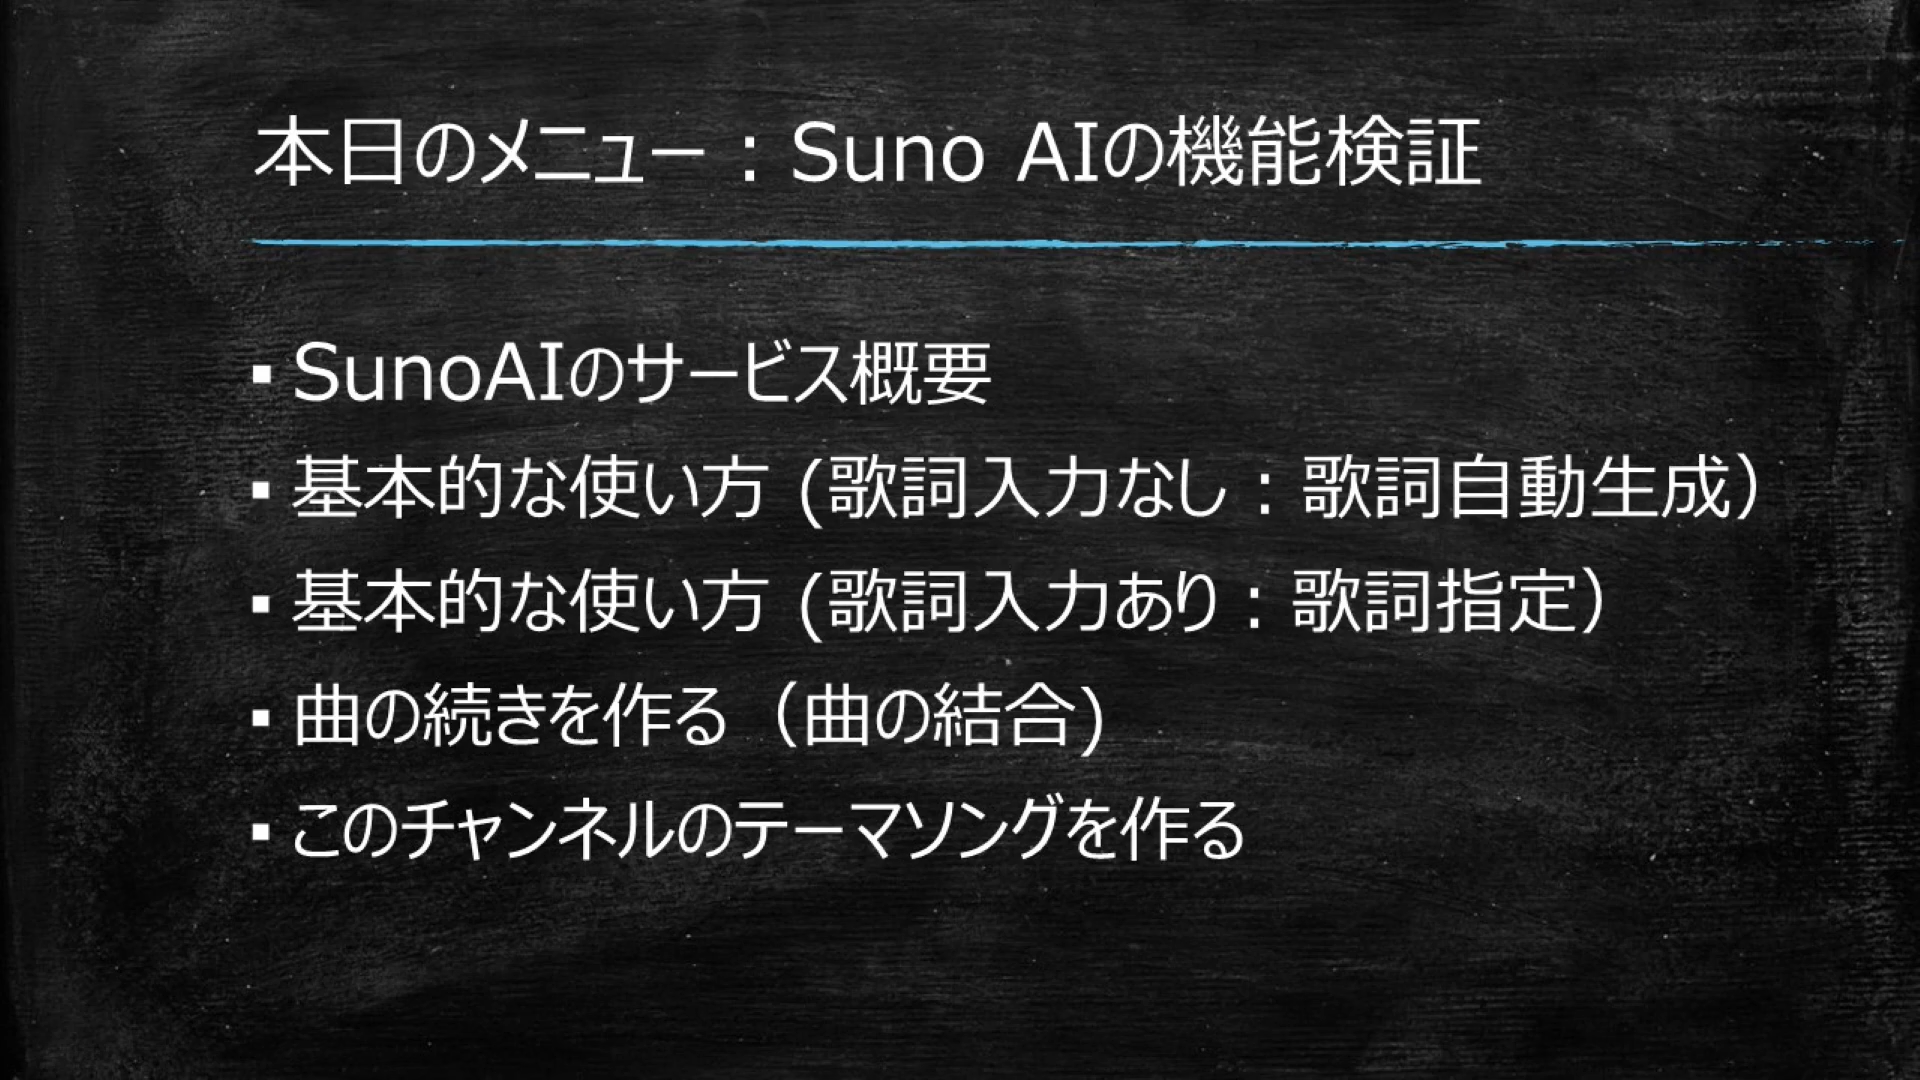 本日のメニュー：Suno AIの機能検証
▪ SunoAIのサービス概要
▪ 基本的な使い方 (歌詞入力なし：歌詞自動生成）
▪ 基本的な使い方 (歌詞入力あり：歌詞指定）
▪ 曲の続きを作る（曲の結合)
▪ このチャンネルのテーマソングを作る